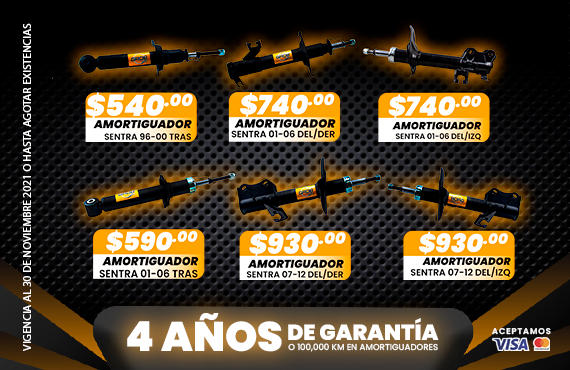 VIGENCIA AL 30 DE NOVIEMBRE 2021 O HASTA AGOTAR EXISTENCIAS
$540.00
AMORTIGUADOR
SENTRA 96-00 TRAS
$740.00
AMORTIGUADOR
SENTRA 01-06 DEL/DER
$740.00
AMORTIGUADOR
SENTRA 01-06 DEL/IZQ
$590.00
AMORTIGUADOR
SENTRA 01-06 TRAS
$930.00
AMORTIGUADOR
SENTRA 07-12 DEL/DER
$930.00
AMORTIGUADOR
SENTRA 07-12 DEL/IZQ
4 AÑOS DE GARANTÍA
O 100,000 KM EN AMORTIGUADORES
ACEPTAMOS
VISA